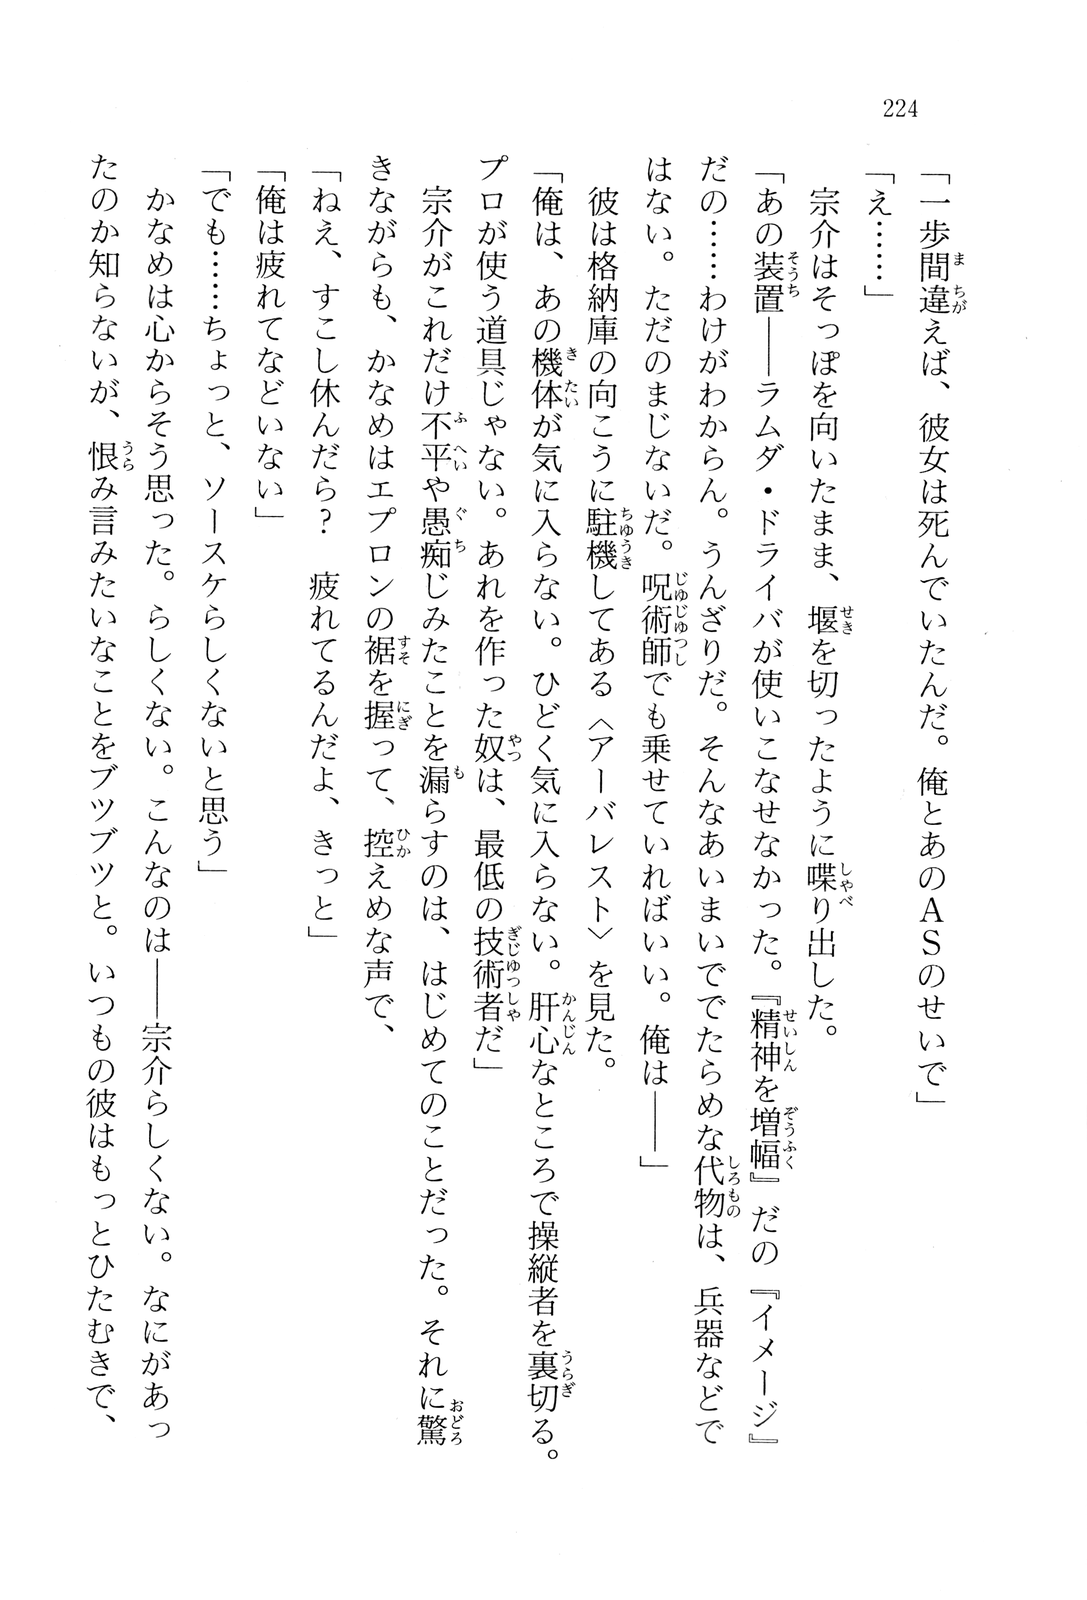 224
「一歩間違えば、彼女は死んでいたんだ。俺とあのASのせいで」
「え……」
　宗介はそっぽを向いたまま、堰を切ったように喋り出した。
「あの装置――ラムダ・ドライバが使いこなせなかった。『精神を増幅』だの『イメージ』
だの……わけがわからん。うんざりだ。そんなあいまいででたらめな代物は、兵器などで
はない。ただのまじないだ。呪術師でも乗せていればいい。俺は――」
　彼は格納庫の向こうに駐機してある〈アーバレスト〉を見た。
「俺は、あの機体が気に入らない。ひどく気に入らない。肝心なところで操縦者を裏切る。
プロが使う道具じゃない。あれを作った奴は、最低の技術者だ」
　宗介がこれだけ不平や愚痴じみたことを漏らすのは、はじめてのことだった。それに驚
きながらも、かなめはエプロンの裾を握って、控えめな声で、
「ねえ、すこし休んだら？　疲れてるんだよ、きっと」
「俺は疲れてなどいない」
「でも……ちょっと、ソースケらしくないと思う」
　かなめは心からそう思った。らしくない。こんなのは――宗介らしくない。なにがあっ
たのか知らないが、恨み言みたいなことをブツブツと。いつもの彼はもっとひたむきで、